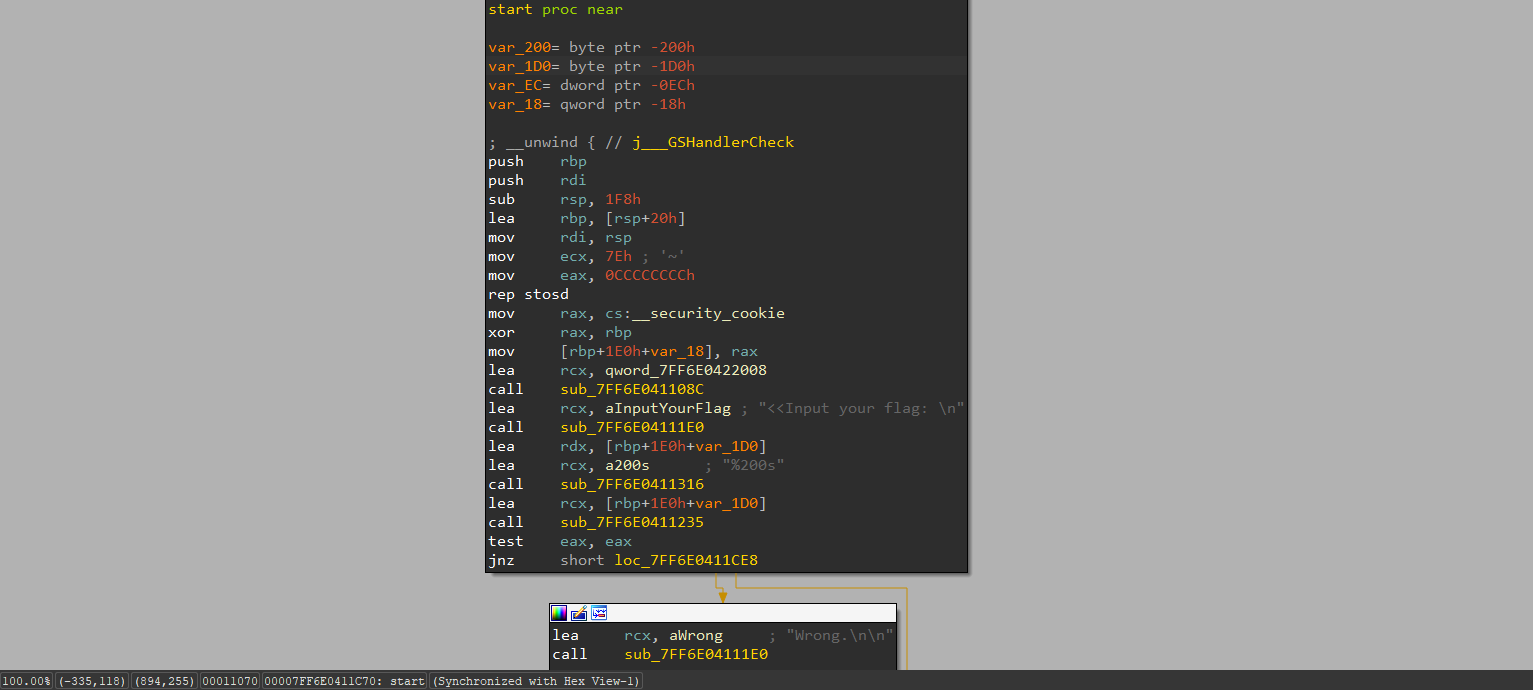 start proc near
var_200= byte ptr -200h
var_1D0= byte ptr -1D0h
var_EC= dword ptr -0ECh
var_18= qword ptr -18h
; __unwind { // j___GSHandlerCheck
push rbp
push rdi
sub rsp, 1F8h
lea rbp, [rsp+20h]
mov rdi, rsp
mov ecx, 7Eh ; '~'
mov eax, 0CCCCCCCCh
rep stosd
mov rax, cs:__security_cookie
xor rax, rbp
mov [rbp+1E0h+var_18], rax
lea rcx, qword_7FF6E0422008
call sub_7FF6E041108C
lea rcx, aInputYourFlag ; "<<Input your flag: \n"
call sub_7FF6E04111E0
lea rdx, [rbp+1E0h+var_1D0]
lea rcx, a200s ; "%200s"
call sub_7FF6E0411316
lea rcx, [rbp+1E0h+var_1D0]
call sub_7FF6E0411235
test eax, eax
jnz short loc_7FF6E0411CE8
lea rcx, aWrong ; "Wrong.\n\n"
call sub_7FF6E04111E0
100.00% (-335,118) (894,255) 00011070 00007FF6E0411C70: start (Synchronized with Hex View-1)